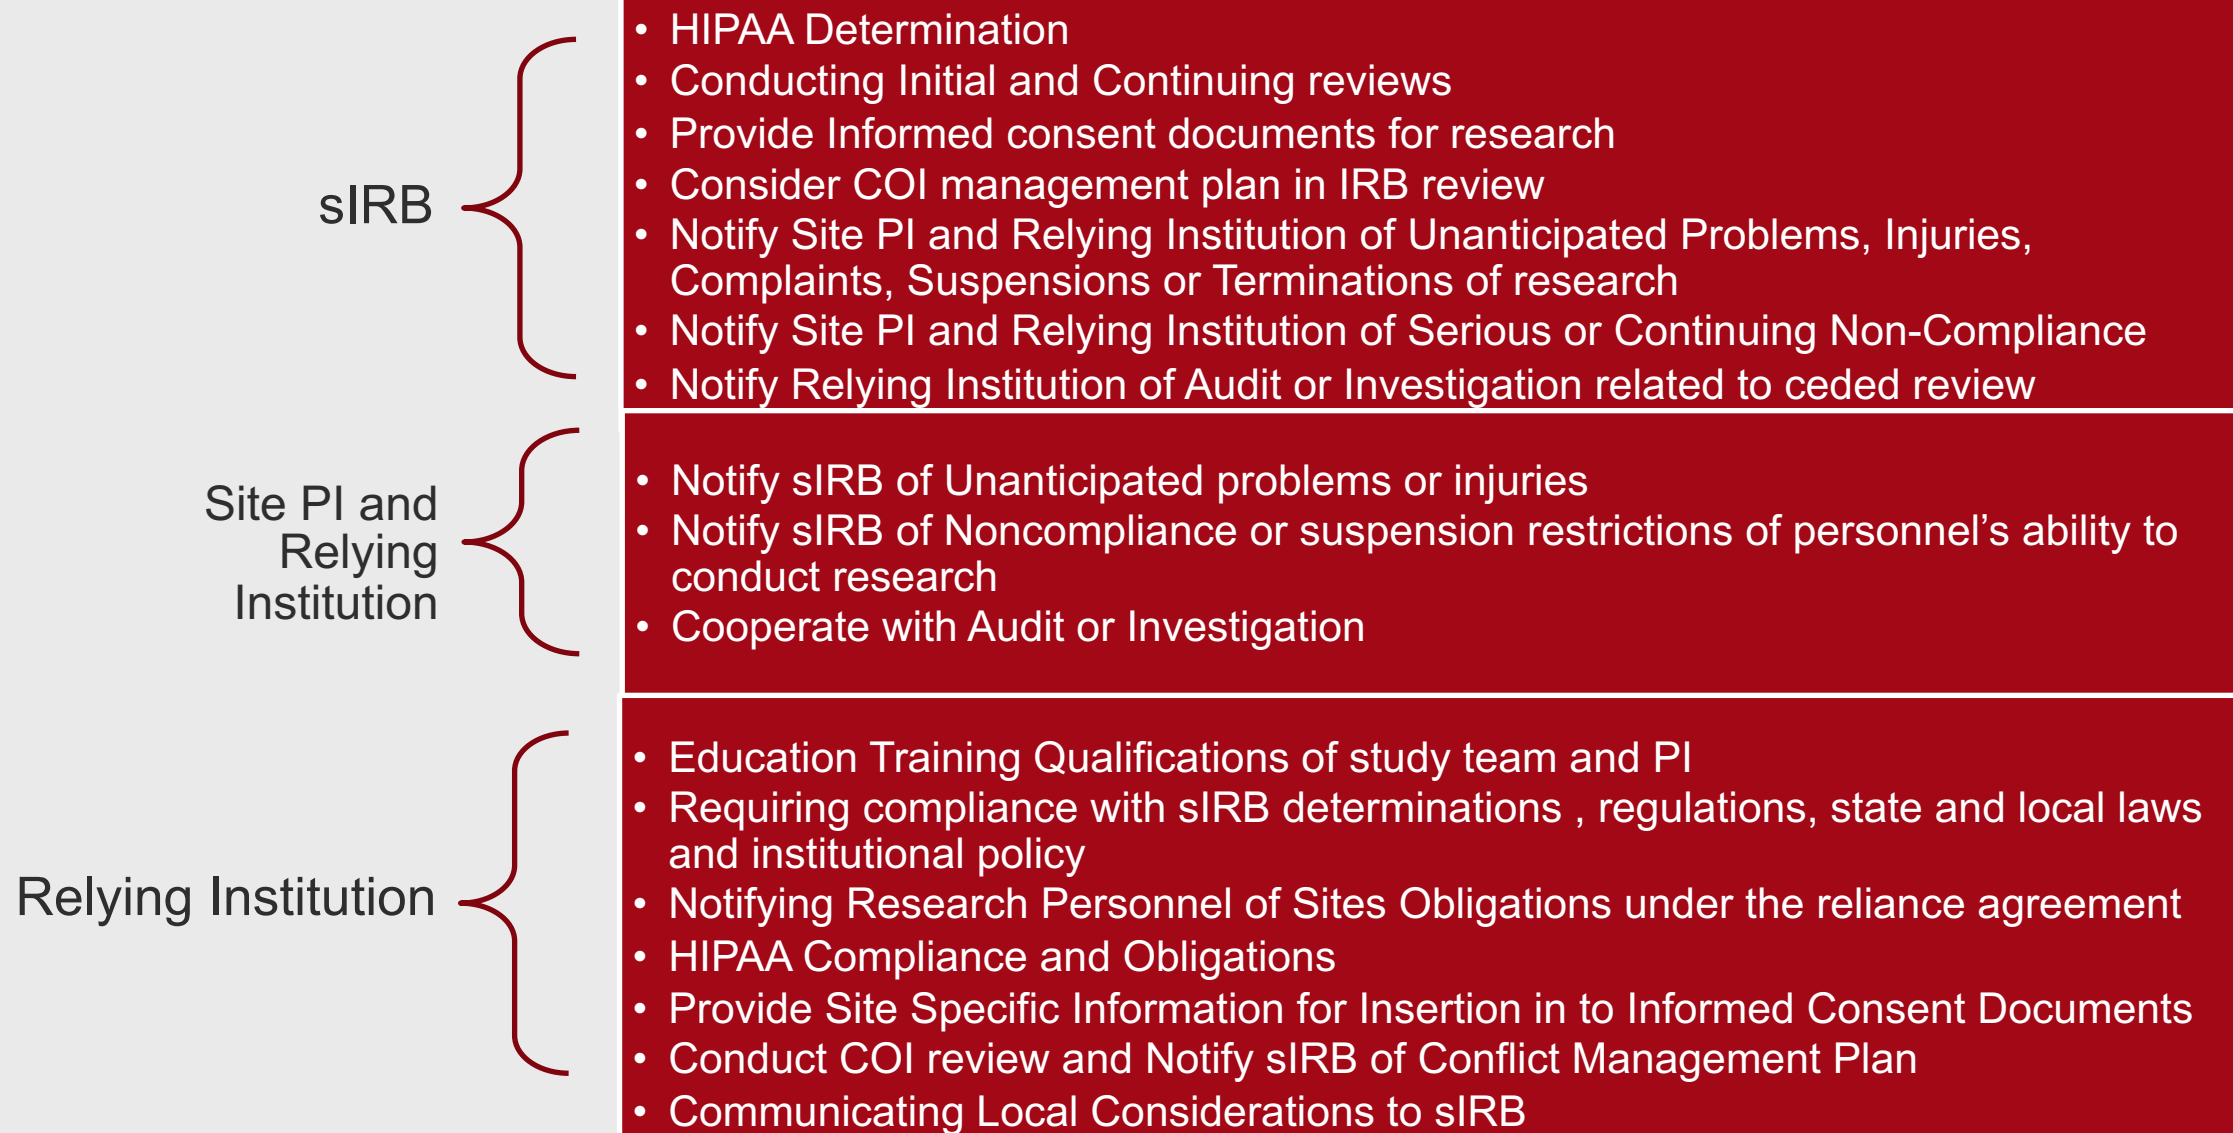 sIRB
• HIPAA Determination
• Conducting Initial and Continuing reviews
• Provide Informed consent documents for research
• Consider COI management plan in IRB review
• Notify Site PI and Relying Institution of Unanticipated Problems, Injuries,
Complaints, Suspensions or Terminations of research
• Notify Site PI and Relying Institution of Serious or Continuing Non-Compliance
• Notify Relying Institution of Audit or Investigation related to ceded review
Site PI and
Relying
Institution
• Notify sIRB of Unanticipated problems or injuries
• Notify sIRB of Noncompliance or suspension restrictions of personnel’s ability to
conduct research
• Cooperate with Audit or Investigation
Relying Institution
• Education Training Qualifications of study team and PI
• Requiring compliance with sIRB determinations , regulations, state and local laws
and institutional policy
• Notifying Research Personnel of Sites Obligations under the reliance agreement
• HIPAA Compliance and Obligations
• Provide Site Specific Information for Insertion in to Informed Consent Documents
• Conduct COI review and Notify sIRB of Conflict Management Plan
• Communicating Local Considerations to sIRB